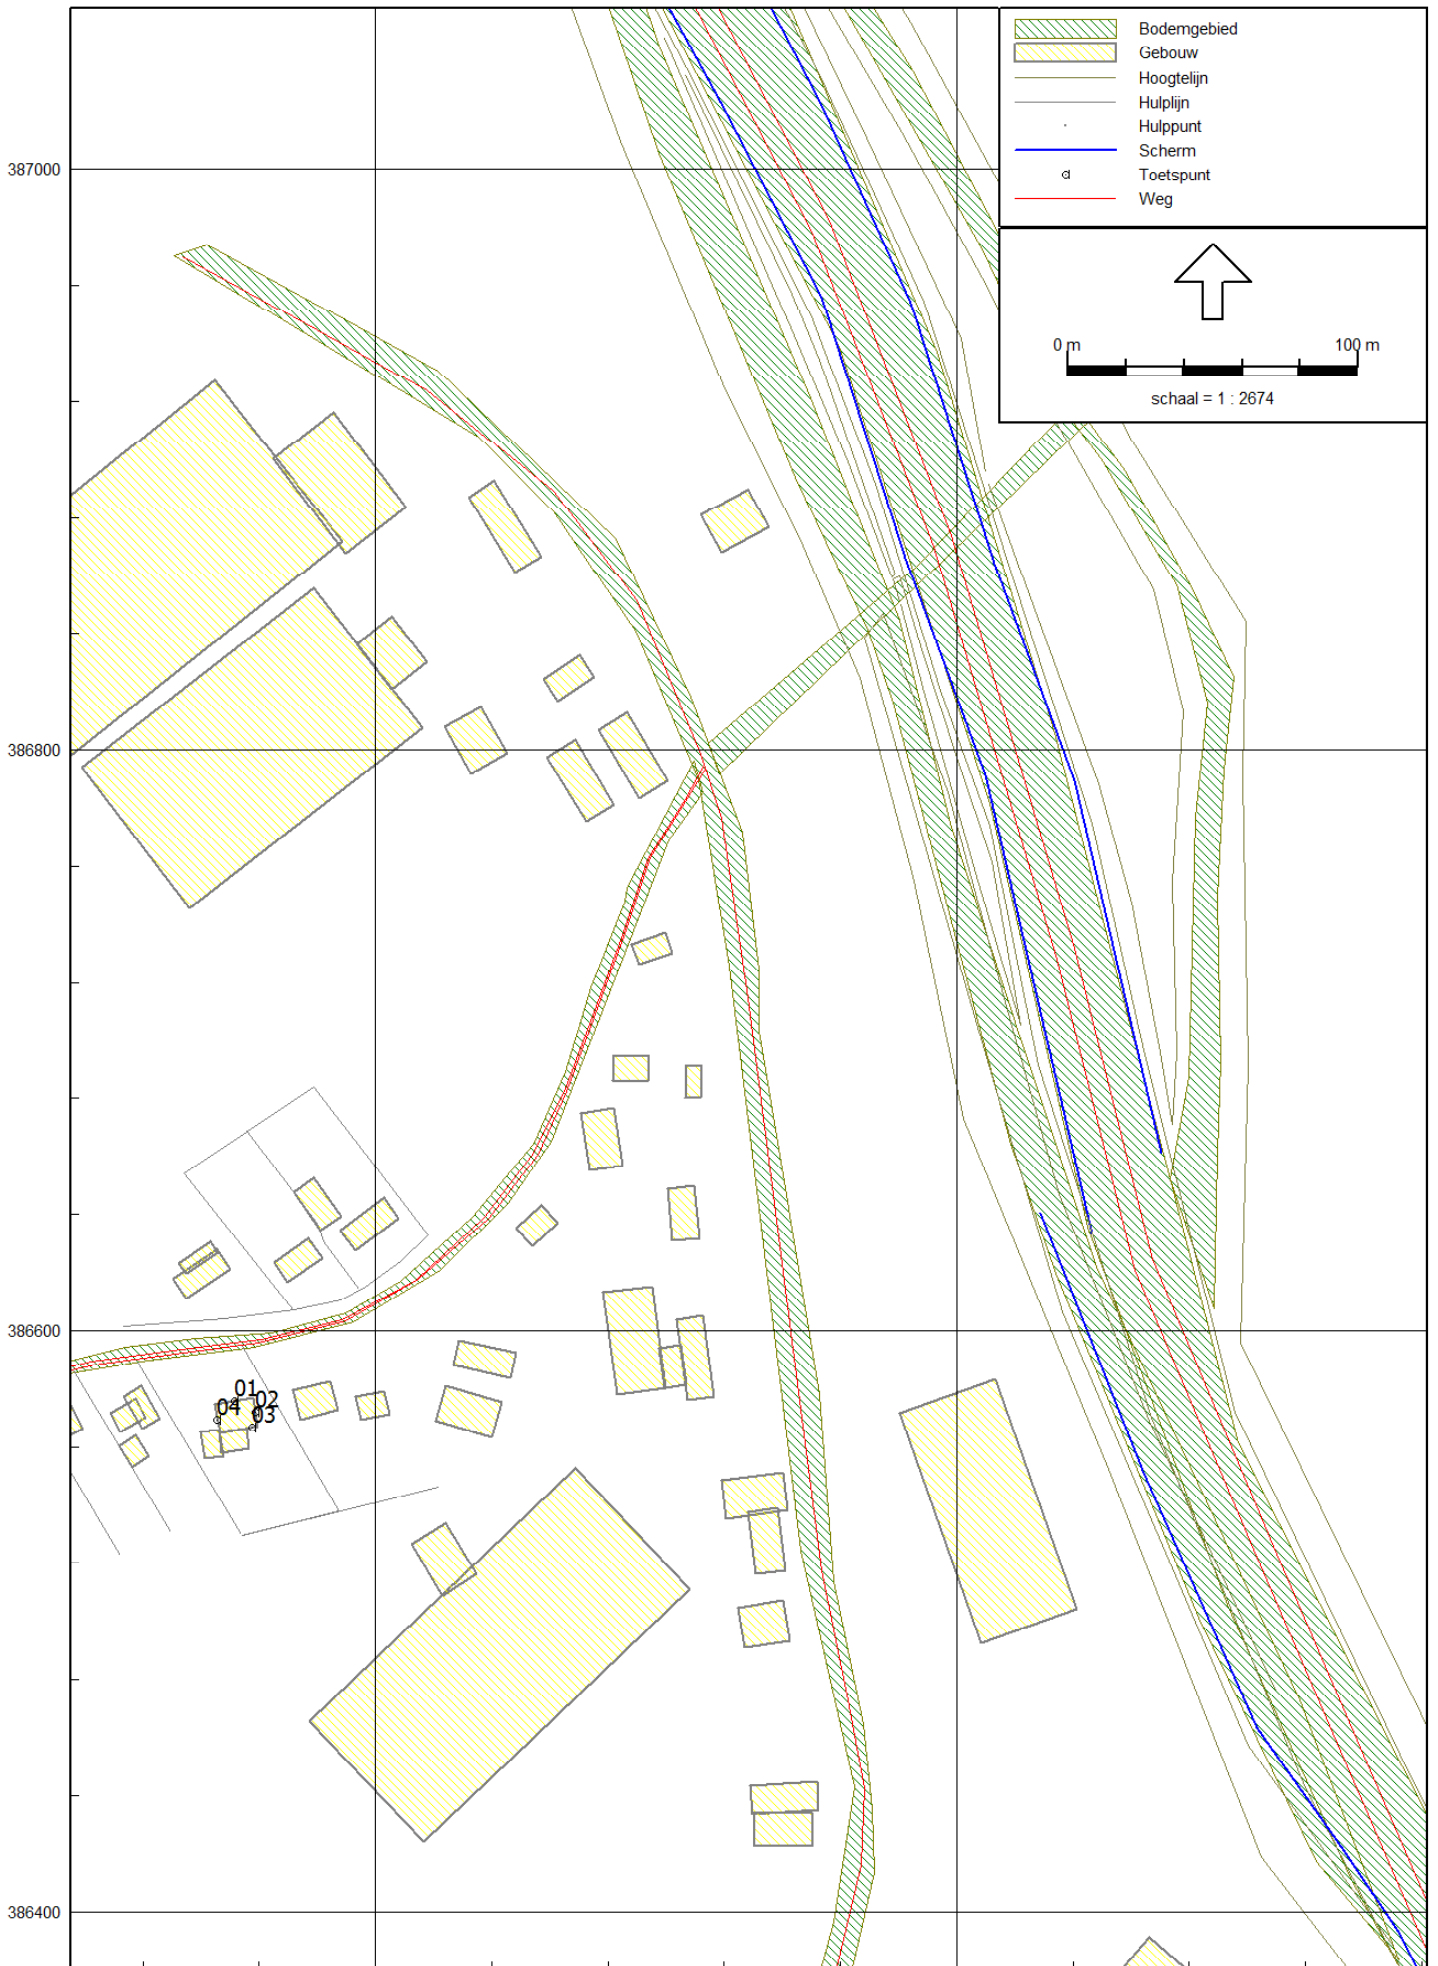 Bodemgebied
Gebouw
Hoogtelijn
Hulplijn
Hulppunt
Scherm
Toetspunt
Weg
0 m 100 m
schaal = 1 : 2674
387000
386800
386600
01
02
04
03
386400